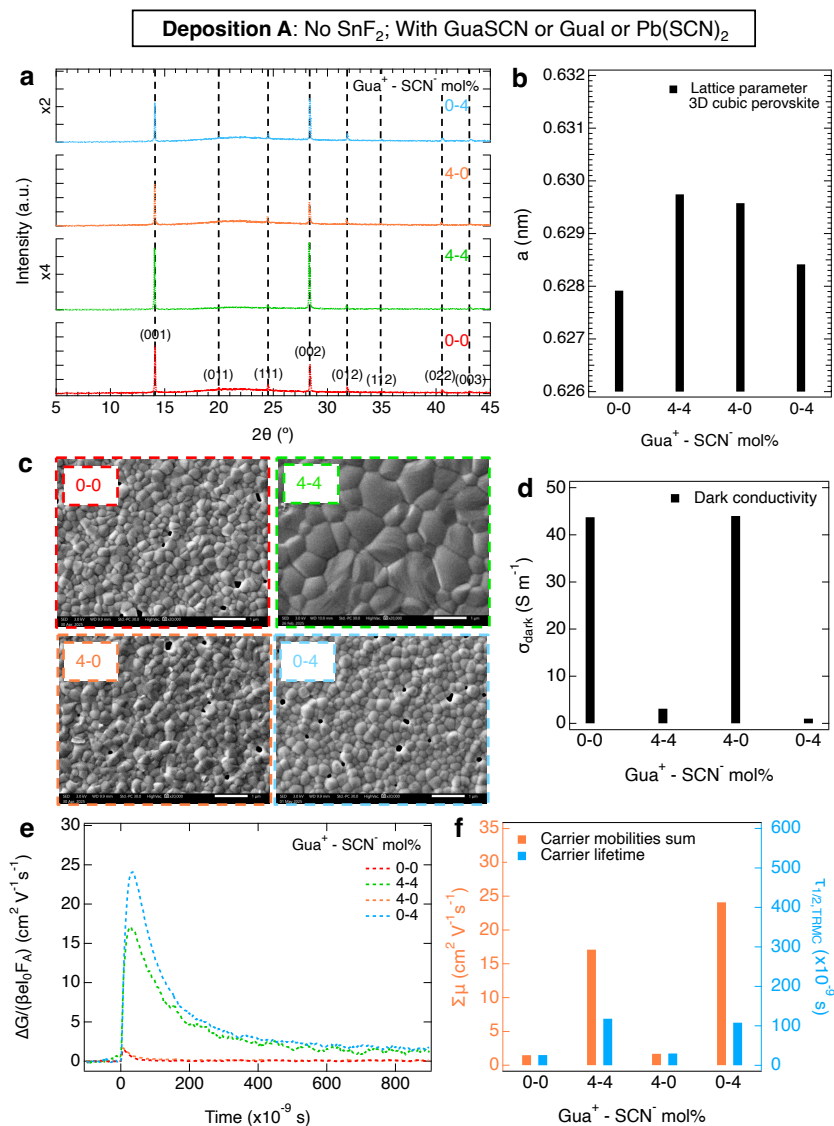 Deposition A: No SnF₂; With GuaSCN or GuaI or Pb(SCN)₂
a
Gua⁺ - SCN⁻ mol%
0-4
4-0
4-4
0-0
x2
x4
Intensity (a.u.)
(001)
(011)
(111)
(002)
(012)
(112)
(022)
(003)
5
10
15
20
25
30
35
40
45
2θ (º)
b
Lattice parameter
3D cubic perovskite
0.632
0.631
0.630
0.629
0.628
0.627
0.626
a (nm)
0-0
4-4
4-0
0-4
Gua⁺ - SCN⁻ mol%
c
0-0
4-4
4-0
0-4
1 μm
1 μm
1 μm
1 μm
d
Dark conductivity
50
40
30
20
10
0
σdark (S m⁻¹)
0-0
4-4
4-0
0-4
Gua⁺ - SCN⁻ mol%
e
Gua⁺ - SCN⁻ mol%
0-0
4-4
4-0
0-4
30
25
20
15
10
5
0
ΔG/(βeI₀F_A) (cm² V⁻¹s⁻¹)
0
200
400
600
800
Time (x10⁻⁹ s)
f
Carrier mobilities sum
Carrier lifetime
35
30
25
20
15
10
5
0
Σμ (cm² V⁻¹s⁻¹)
600
500
400
300
200
100
0
τ1/2,TRMC (x10⁻⁹ s)
0-0
4-4
4-0
0-4
Gua⁺ - SCN⁻ mol%